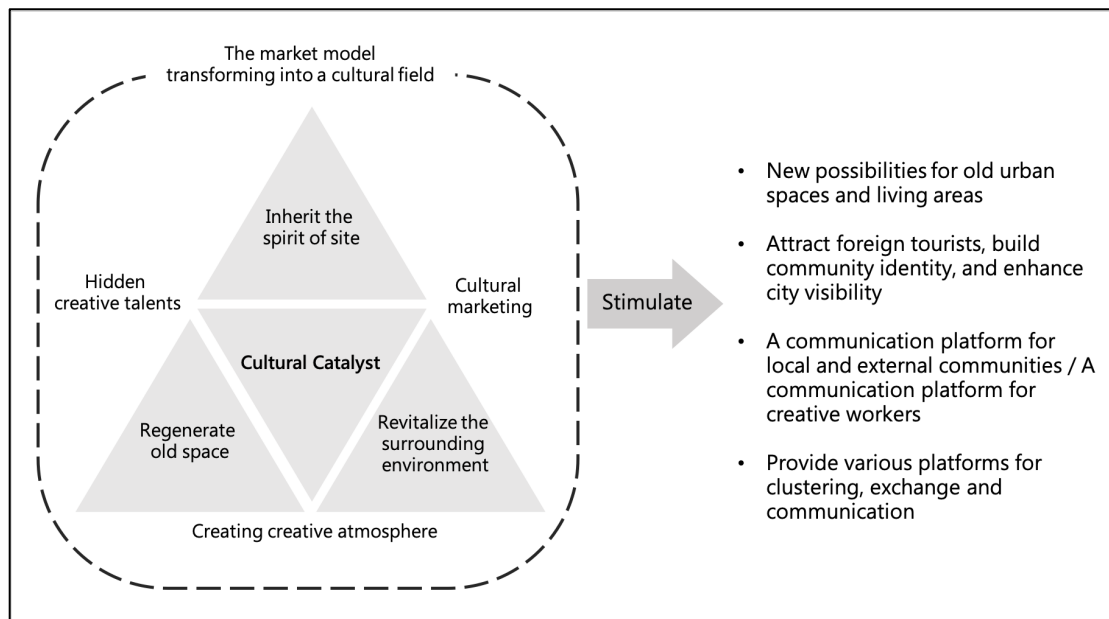 The market model
transforming into a cultural field
Inherit the
spirit of site
Hidden
creative talents
Cultural
marketing
Cultural Catalyst
Regenerate
old space
Revitalize the
surrounding
environment
Creating creative atmosphere
Stimulate
• New possibilities for old urban
spaces and living areas
• Attract foreign tourists, build
community identity, and enhance
city visibility
• A communication platform for
local and external communities / A
communication platform for
creative workers
• Provide various platforms for
clustering, exchange and
communication